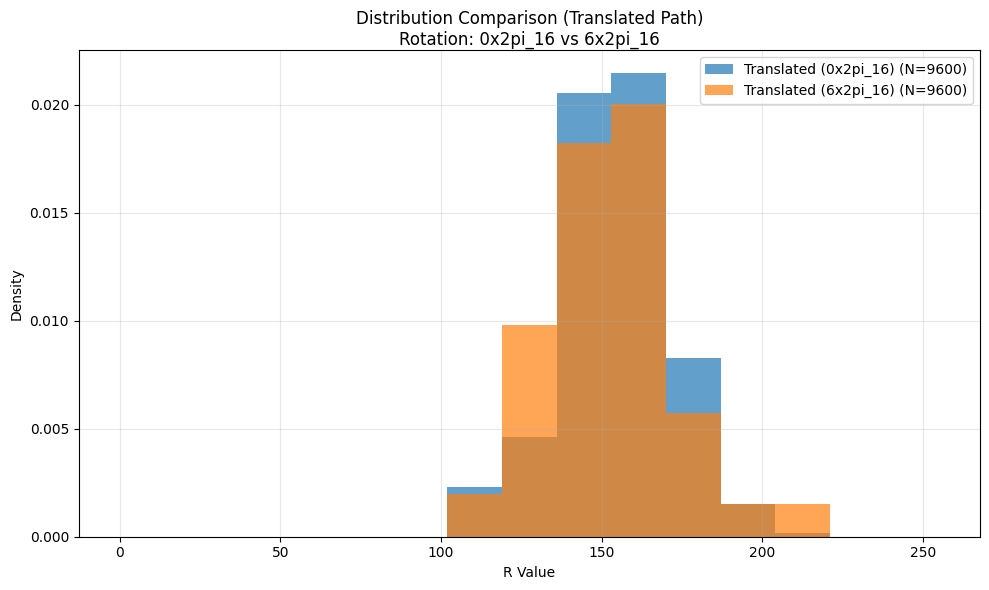 Distribution Comparison (Translated Path)
Rotation: 0x2pi_16 vs 6x2pi_16
Translated (0x2pi_16) (N=9600)
Translated (6x2pi_16) (N=9600)
0.020
0.015
0.010
0.005
0.000
Density
0 50 100 150 200 250
R Value